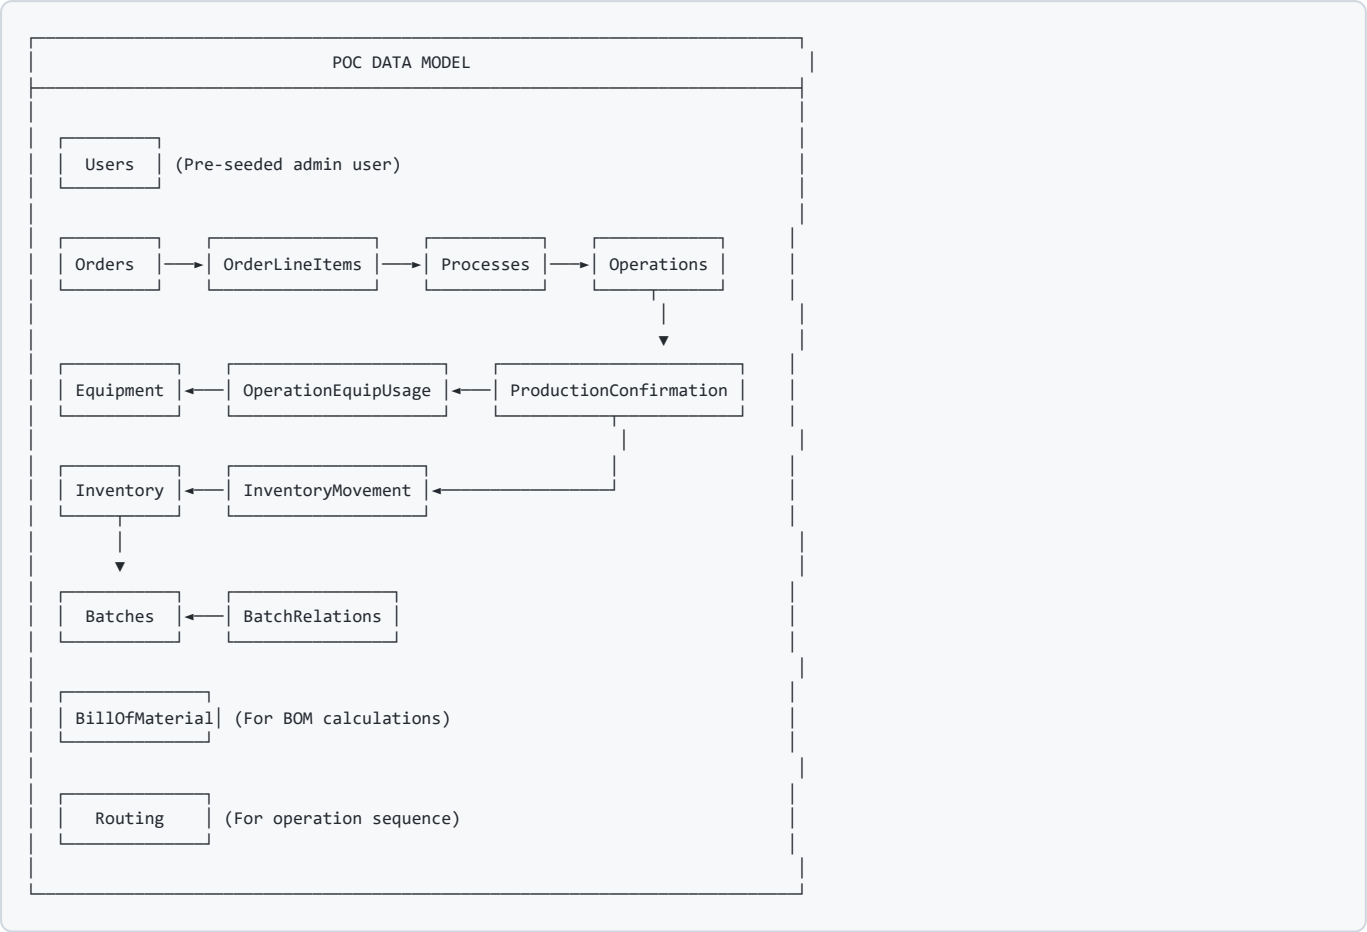 POC DATA MODEL
Users (Pre-seeded admin user)
Orders OrderLineItems Processes Operations
Equipment OperationEquipUsage ProductionConfirmation
Inventory InventoryMovement
Batches BatchRelations
BillOfMaterial (For BOM calculations)
Routing (For operation sequence)